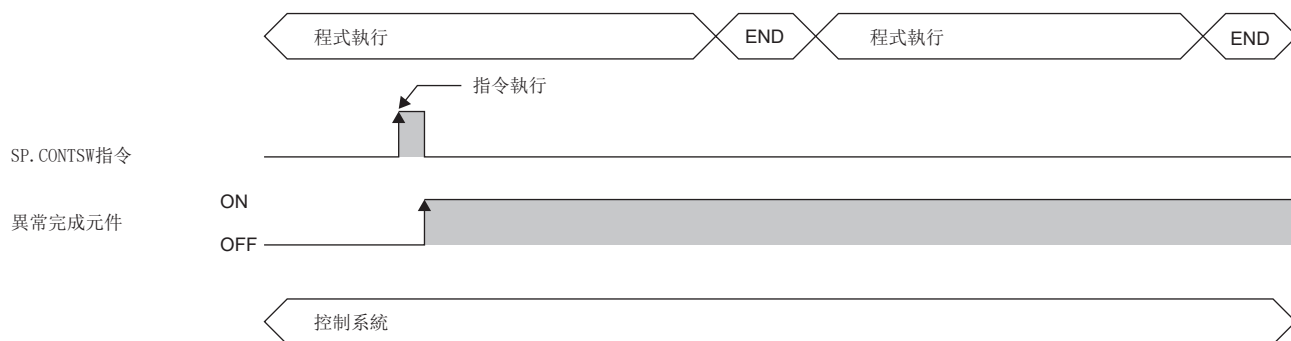 程式執行
END
程式執行
END
指令執行
SP.CONTSW指令
ON
異常完成元件
OFF
控制系統